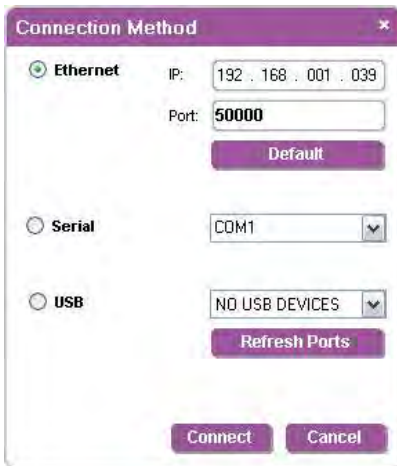 Connection Method ×
Ethernet IP: 192 . 168 . 001 . 039
Port: 50000
Default
Serial COM1
USB NO USB DEVICES
Refresh Ports
Connect Cancel